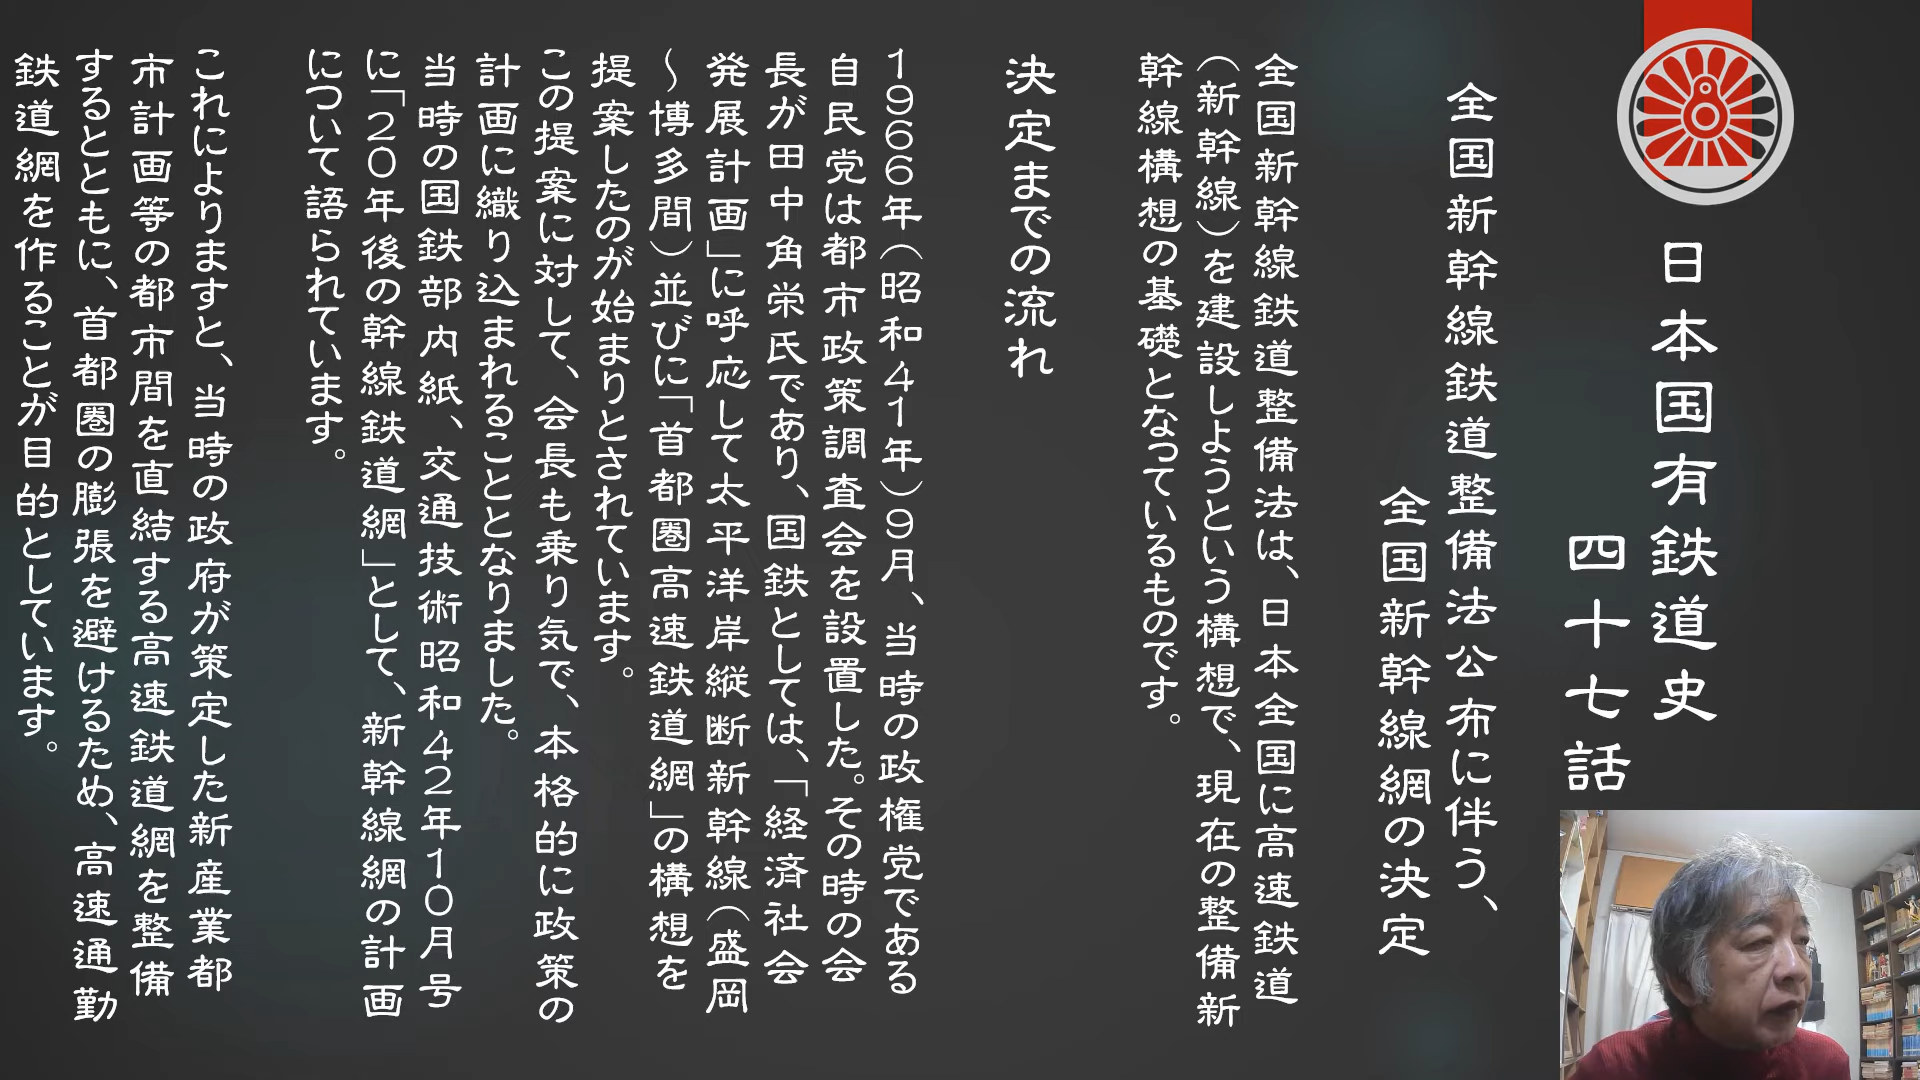 日本国有鉄道史
四十七話
全国新幹線鉄道整備法公布に伴う、
全国新幹線網の決定
全国新幹線鉄道整備法は、日本全国に高速鉄道
（新幹線）を建設しようという構想で、現在の整備新
幹線構想の基礎となっているものです。
決定までの流れ
1966年（昭和41年）9月、当時の政権党である
自民党は都市政策調査会を設置した。その時の会
長が田中角栄氏であり、国鉄としては、「経済社会
発展計画」に呼応して太平洋岸縦断新幹線（盛岡
～博多間）並びに「首都圏高速鉄道網」の構想を
提案したのが始まりとされています。
この提案に対して、会長も乗り気で、本格的に政策の
計画に織り込まれることとなりました。
当時の国鉄部内紙、交通技術昭和42年10月号
に「20年後の幹線鉄道網」として、新幹線網の計画
について語られています。
これによりますと、当時の政府が策定した新産業都
市計画等の都市間を直結する高速鉄道網を整備
するとともに、首都圏の膨張を避けるため、高速通勤
鉄道網を作ることが目的としています。